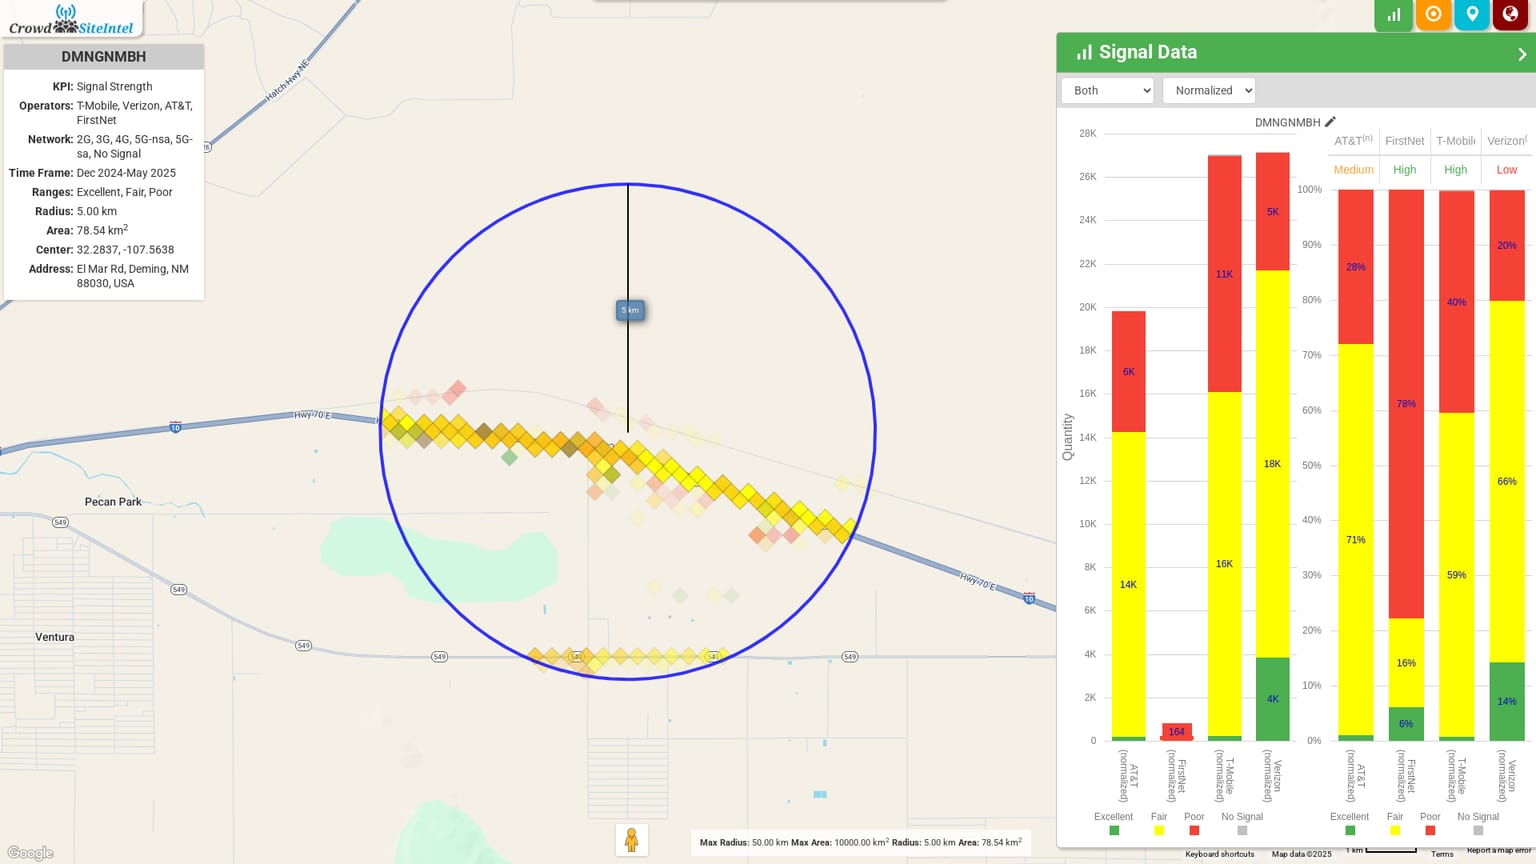 Crowd SiteIntel
DMNGNMBH
KPI: Signal Strength
Operators: T-Mobile, Verizon, AT&T,
FirstNet
Network: 2G, 3G, 4G, 5G-nsa, 5G-
sa, No Signal
Time Frame: Dec 2024-May 2025
Ranges: Excellent, Fair, Poor
Radius: 5.00 km
Area: 78.54 km2
Center: 32.2837, -107.5638
Address: El Mar Rd, Deming, NM
88030, USA
Hatch Hwy NE
26
5 km
Hwy 70 E
10
Pecan Park
549
549
Ventura
549
549
549
549
549
Hwy 70 E
10
Google
Max Radius: 50.00 km Max Area: 10000.00 km2 Radius: 5.00 km Area: 78.54 km2
Signal Data
Both
Normalized
DMNGNMBH
28K
26K
24K
22K
20K
18K
16K
14K
12K
10K
8K
6K
4K
2K
0
Quantity
6K
14K
164
11K
16K
5K
18K
4K
AT&T
(normalized)
FirstNet
(normalized)
T-Mobile
(normalized)
Verizon
(normalized)
Excellent
Fair
Poor
No Signal
AT&T(n)
FirstNet
T-Mobil
Verizon(
Medium
High
High
Low
100%
90%
80%
70%
60%
50%
40%
30%
20%
10%
0%
28%
71%
78%
16%
6%
40%
59%
20%
66%
14%
AT&T
(normalized)
FirstNet
(normalized)
T-Mobile
(normalized)
Verizon
(normalized)
Excellent
Fair
Poor
No Signal
Keyboard shortcuts
Map data ©2025
1 km
Terms
Report a map error